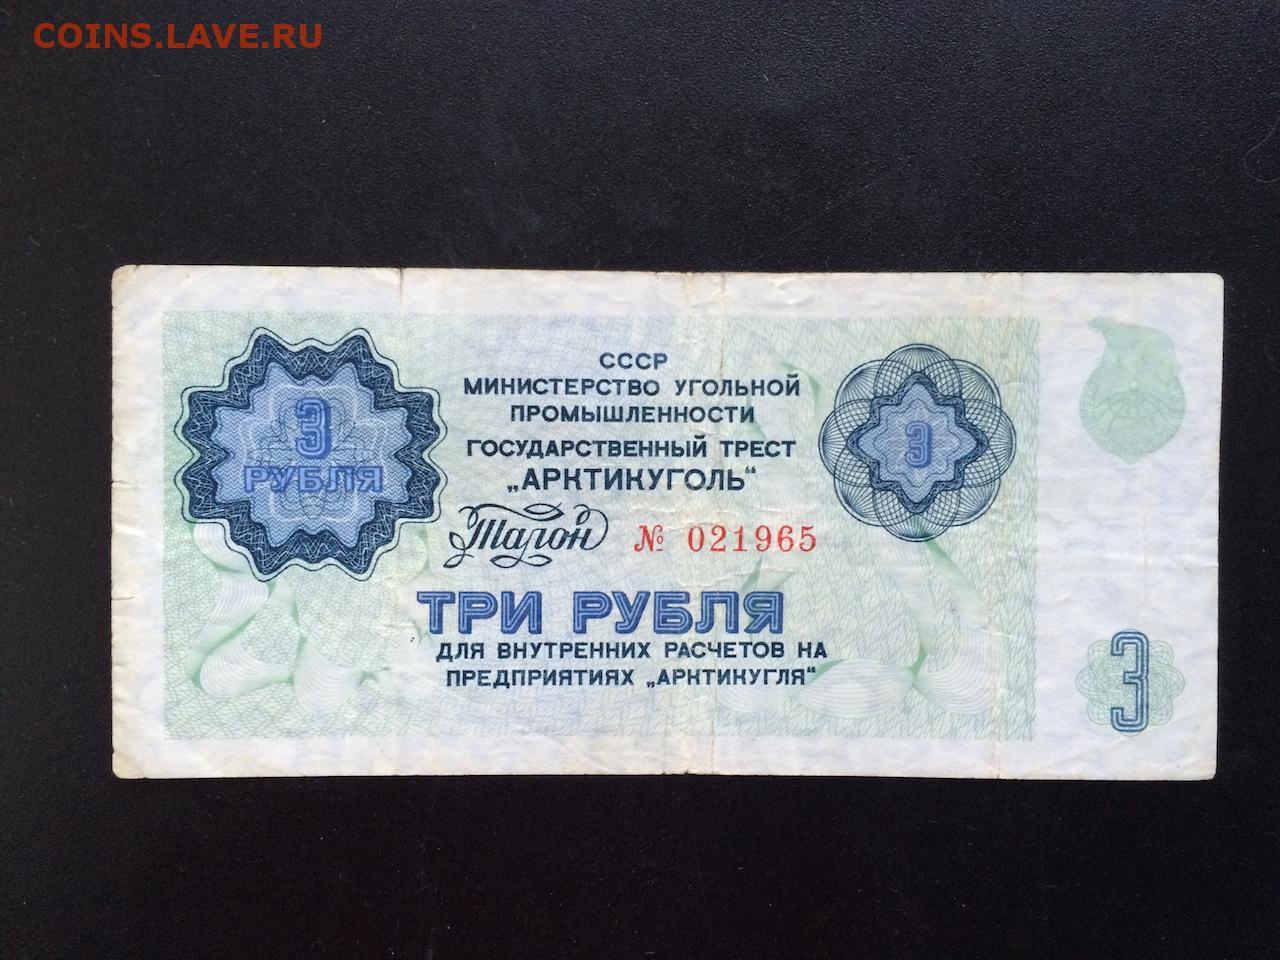 COINS.LAVE.RU
СССР
МИНИСТЕРСТВО УГОЛЬНОЙ
ПРОМЫШЛЕННОСТИ
ГОСУДАРСТВЕННЫЙ ТРЕСТ
„АРКТИКУГОЛЬ“
3
РУБЛЯ
3
Талон № 021965
ТРИ РУБЛЯ
ДЛЯ ВНУТРЕННИХ РАСЧЕТОВ НА
ПРЕДПРИЯТИЯХ „АРКТИКУГЛЯ“
3